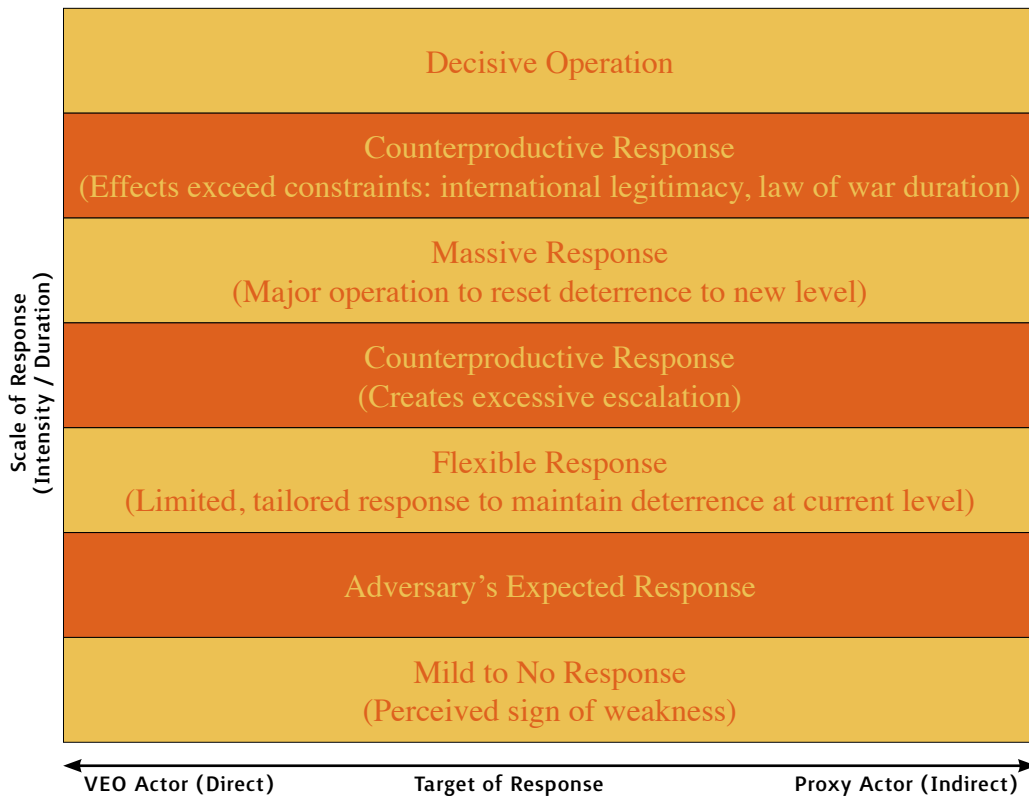 Decisive Operation
Counterproductive Response
(Effects exceed constraints: international legitimacy, law of war duration)
Massive Response
(Major operation to reset deterrence to new level)
Counterproductive Response
(Creates excessive escalation)
Flexible Response
(Limited, tailored response to maintain deterrence at current level)
Adversary’s Expected Response
Mild to No Response
(Perceived sign of weakness)
Scale of Response
(Intensity / Duration)
VEO Actor (Direct) Target of Response Proxy Actor (Indirect)